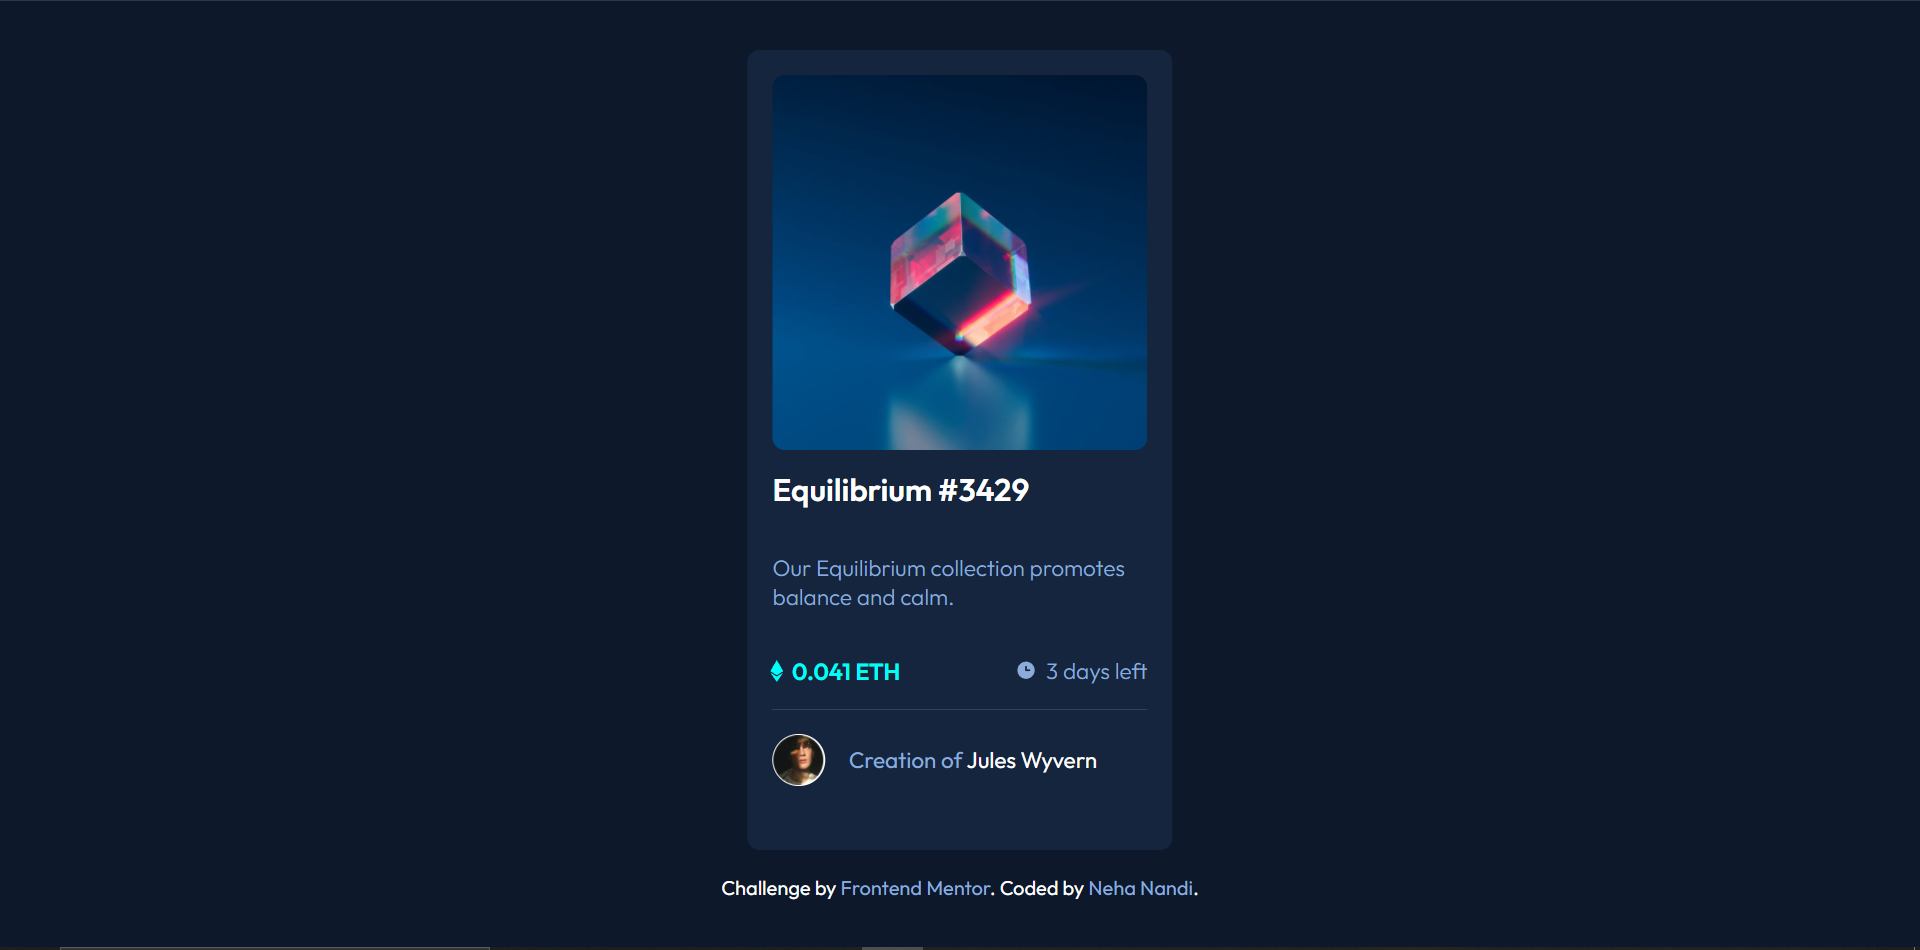 Equilibrium #3429
Our Equilibrium collection promotes
balance and calm.
0.041 ETH
3 days left
Creation of Jules Wyvern
Challenge by Frontend Mentor. Coded by Neha Nandi.